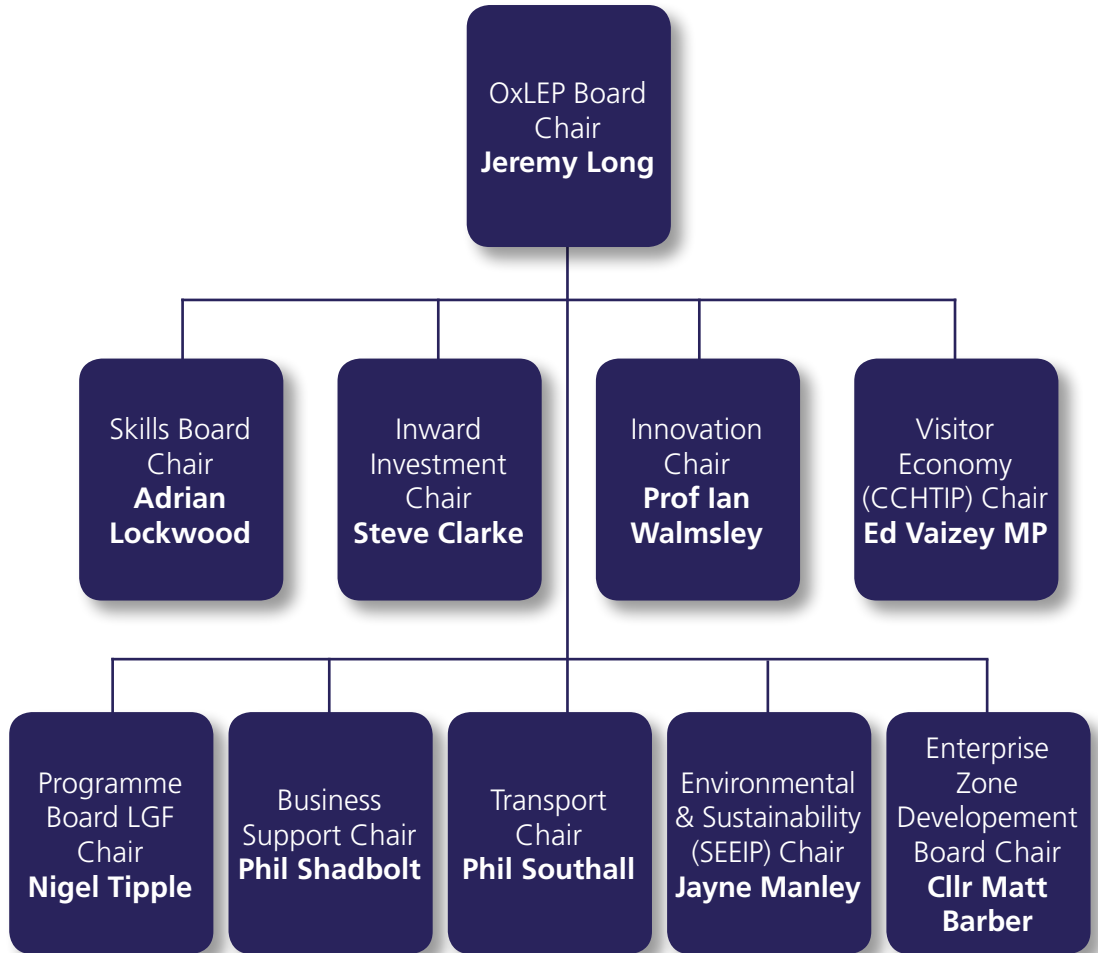 OxLEP Board
Chair
Jeremy Long
Skills Board
Chair
Adrian
Lockwood
Inward
Investment
Chair
Steve Clarke
Innovation
Chair
Prof Ian
Walmsley
Visitor
Economy
(CCHTIP) Chair
Ed Vaizey MP
Programme
Board LGF
Chair
Nigel Tipple
Business
Support Chair
Phil Shadbolt
Transport
Chair
Phil Southall
Environmental
& Sustainability
(SEEIP) Chair
Jayne Manley
Enterprise
Zone
Developement
Board Chair
Cllr Matt
Barber